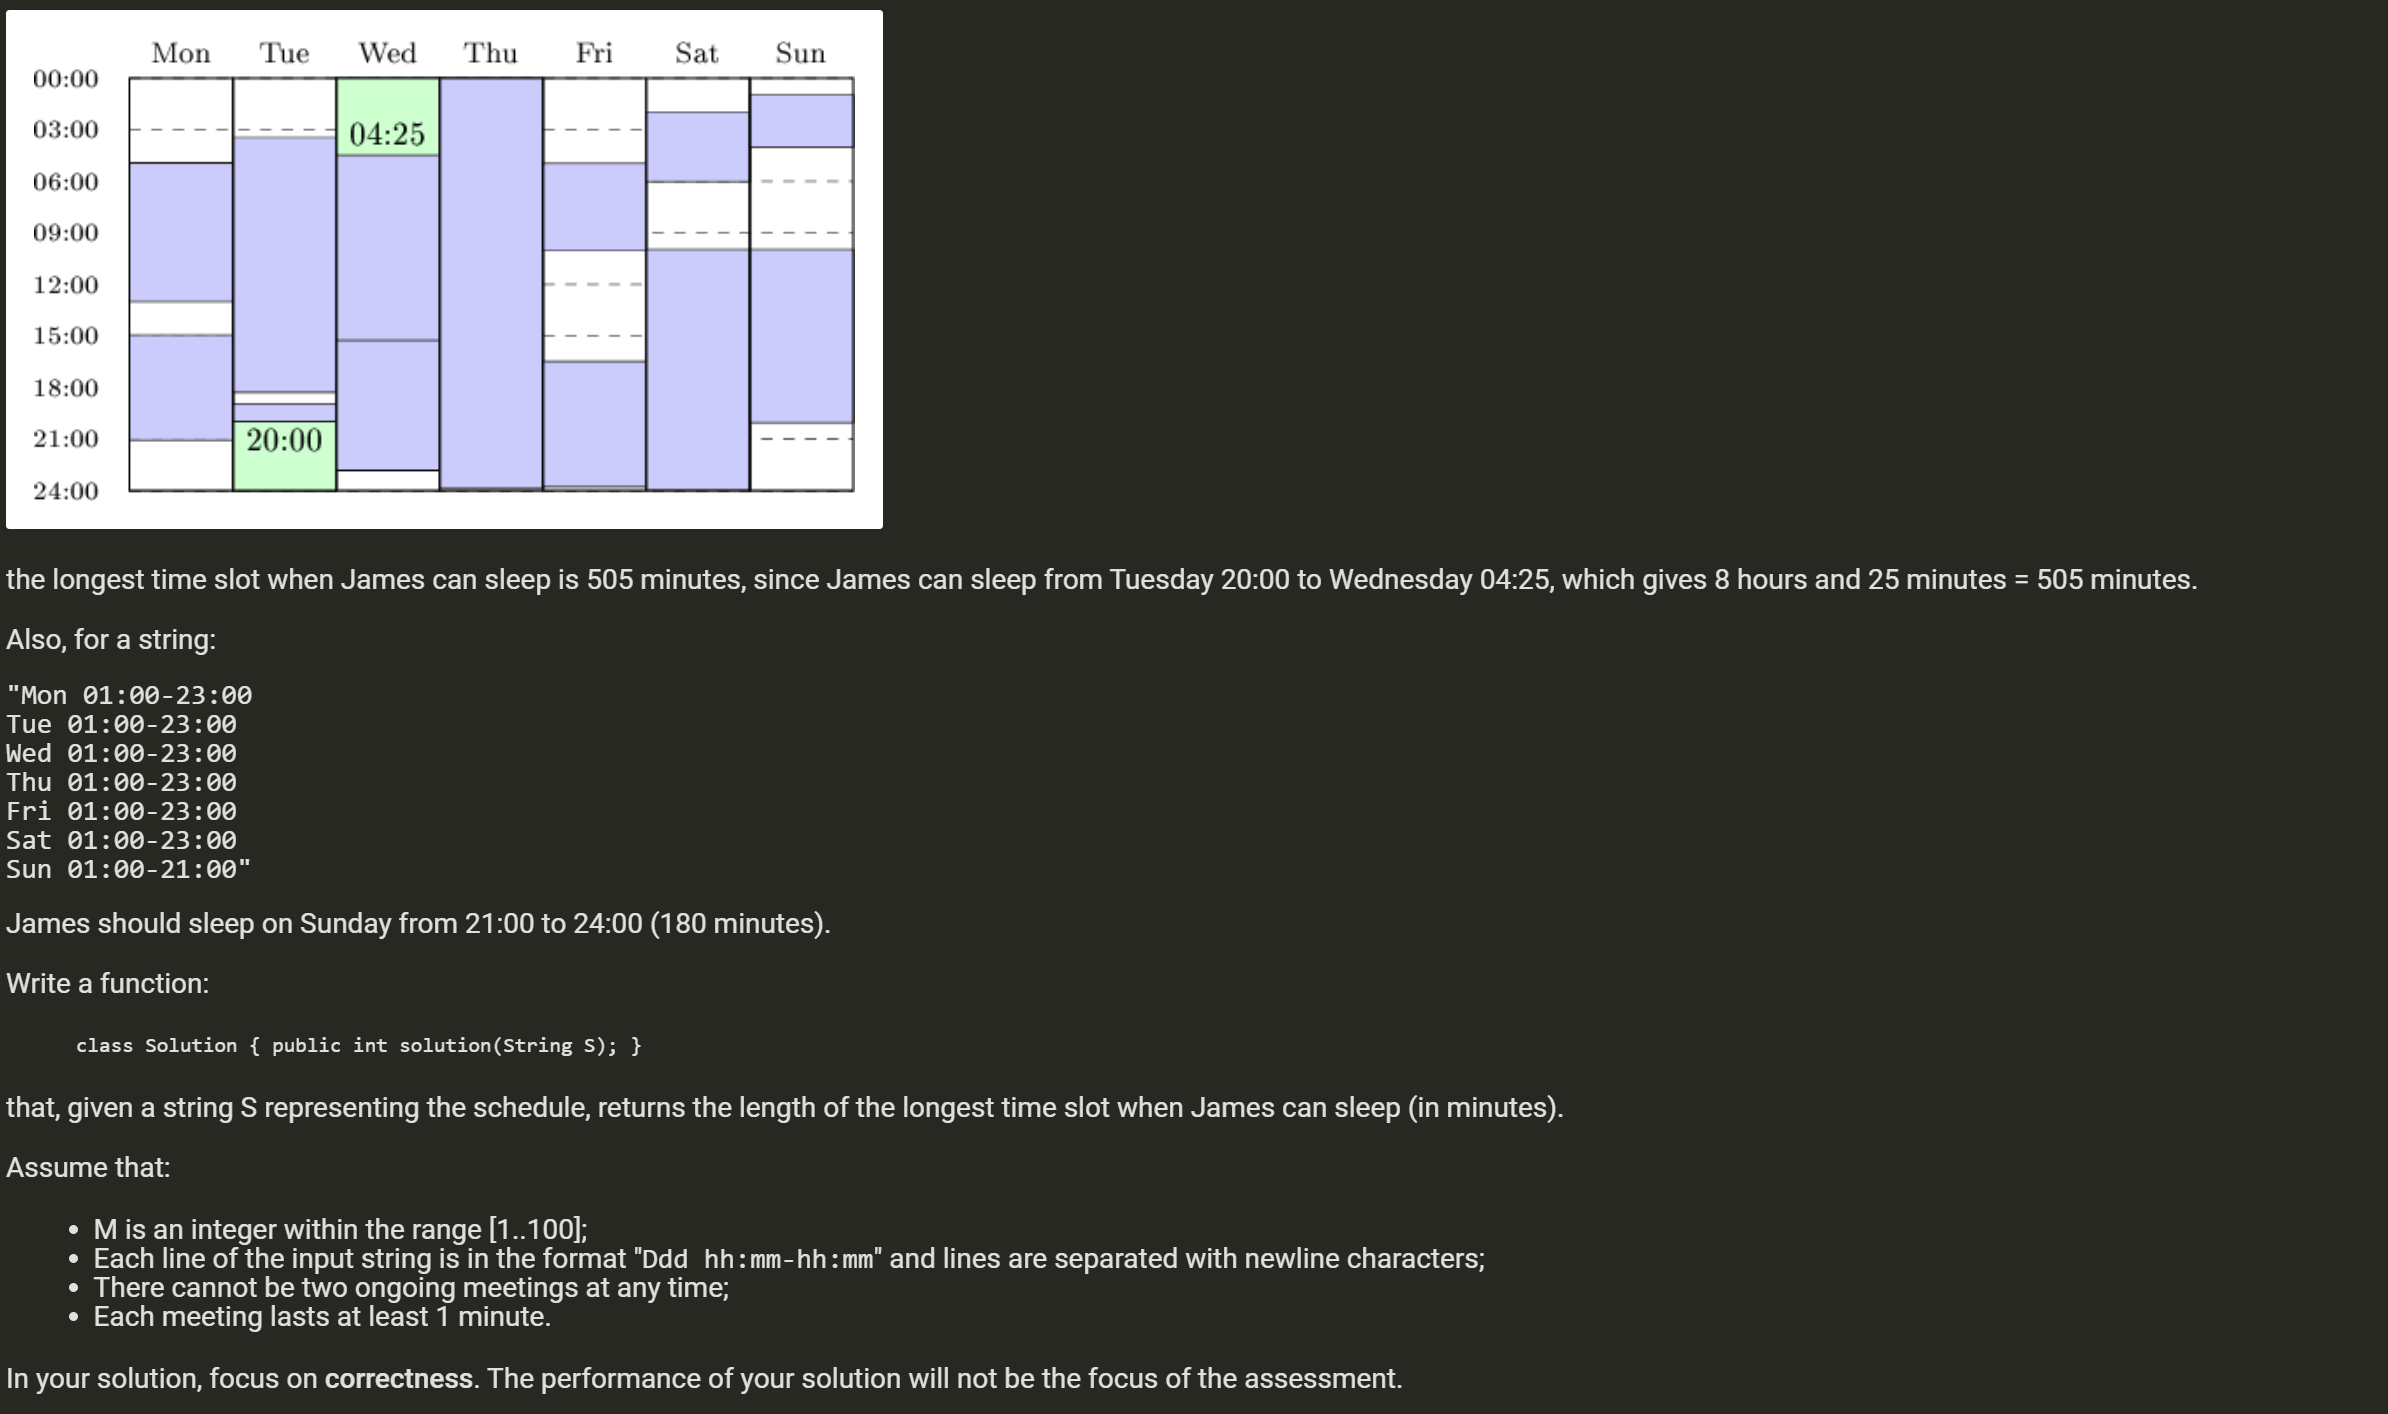 Mon Tue Wed Thu Fri Sat Sun
00:00
03:00
04:25
06:00
09:00
12:00
15:00
18:00
21:00
20:00
24:00
the longest time slot when James can sleep is 505 minutes, since James can sleep from Tuesday 20:00 to Wednesday 04:25, which gives 8 hours and 25 minutes = 505 minutes.
Also, for a string:
"Mon 01:00-23:00
Tue 01:00-23:00
Wed 01:00-23:00
Thu 01:00-23:00
Fri 01:00-23:00
Sat 01:00-23:00
Sun 01:00-21:00"
James should sleep on Sunday from 21:00 to 24:00 (180 minutes).
Write a function:
class Solution { public int solution(String S); }
that, given a string S representing the schedule, returns the length of the longest time slot when James can sleep (in minutes).
Assume that:
• M is an integer within the range [1..100];
• Each line of the input string is in the format "Ddd hh:mm-hh:mm" and lines are separated with newline characters;
• There cannot be two ongoing meetings at any time;
• Each meeting lasts at least 1 minute.
In your solution, focus on correctness. The performance of your solution will not be the focus of the assessment.